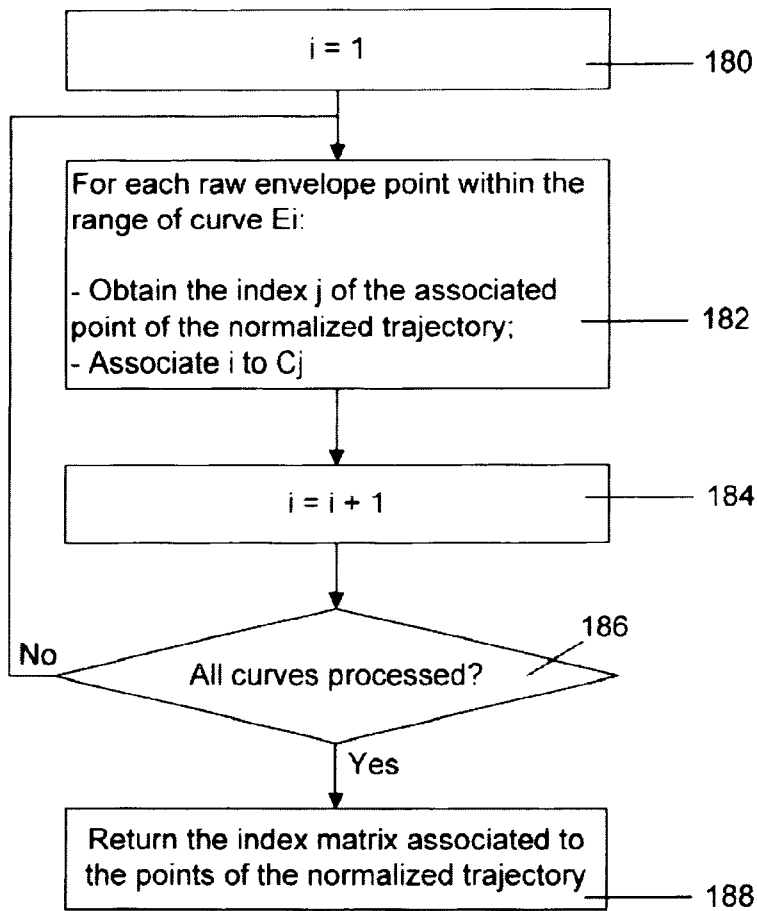 i = 1
180
For each raw envelope point within the
range of curve Ei:
- Obtain the index j of the associated
point of the normalized trajectory;
- Associate i to Cj
182
i = i + 1
184
186
No
All curves processed?
Yes
Return the index matrix associated to
the points of the normalized trajectory
188